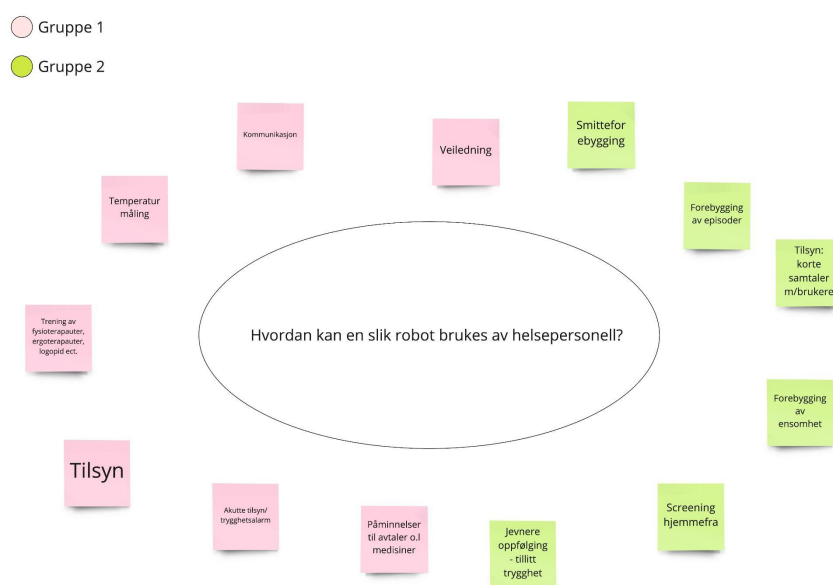 Gruppe 1
Gruppe 2
Kommunikasjon
Veiledning
Smittefor
ebygging
Temperatur
måling
Forebygging
av episoder
Tilsyn:
korte
samtaler
m/brukere
Trening av
fysioterapauter,
ergoterapauter,
logopid ect.
Hvordan kan en slik robot brukes av helsepersonell?
Forebygging
av
ensomhet
Tilsyn
Akutte tilsyn/
trygghetsalarm
Påminnelser
til avtaler o.l
medisiner
Jevnere
oppfølging
- tillitt
trygghet
Screening
hjemmefra